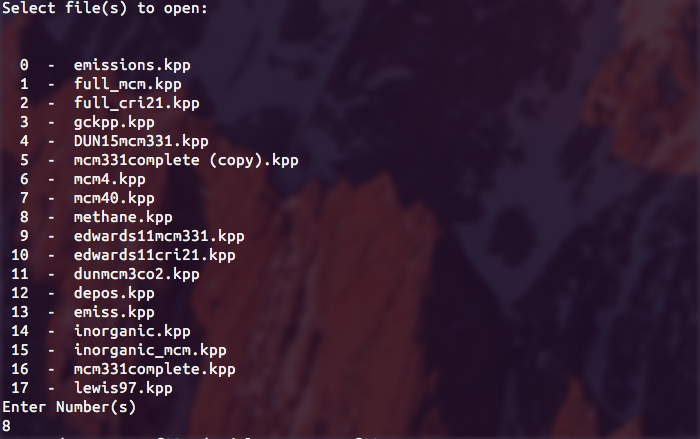 Select file(s) to open:
0 - emissions.kpp
1 - full_mcm.kpp
2 - full_cri21.kpp
3 - gckpp.kpp
4 - DUN15mcm331.kpp
5 - mcm331complete (copy).kpp
6 - mcm4.kpp
7 - mcm40.kpp
8 - methane.kpp
9 - edwards11mcm331.kpp
10 - edwards11cri21.kpp
11 - dunmcm3co2.kpp
12 - depos.kpp
13 - emiss.kpp
14 - inorganic.kpp
15 - inorganic_mcm.kpp
16 - mcm331complete.kpp
17 - lewis97.kpp
Enter Number(s)
8